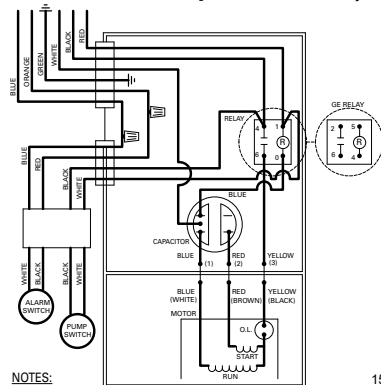 BLUE
ORANGE
GREEN
WHITE
BLACK
RED
RELAY
4 1
R
6 0
GE RELAY
2 5
R
6 4
BLUE
RED
BLACK
WHITE
BLUE
CAPACITOR
BLUE (1)
RED (2)
YELLOW (3)
WHITE
BLACK
BLACK
WHITE
ALARM SWITCH
PUMP SWITCH
BLUE (WHITE)
RED (BROWN)
YELLOW (BLACK)
MOTOR
O.L.
START
RUN
NOTES:
15